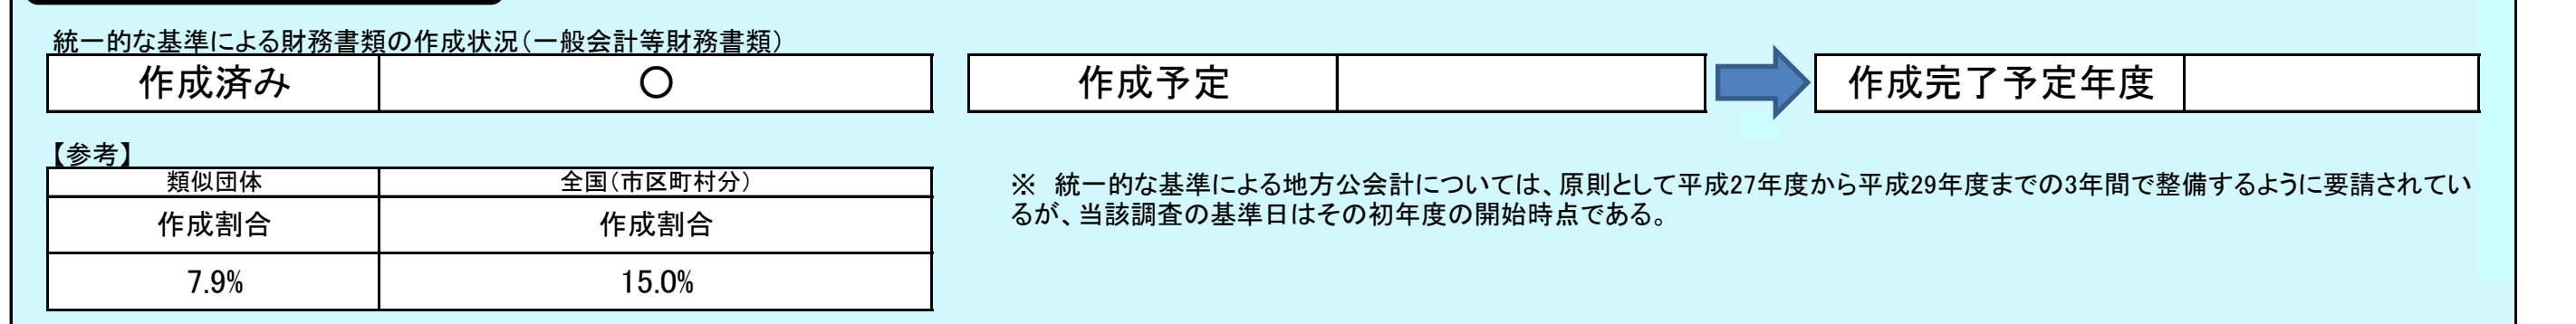 統一的な基準による財務書類の作成状況（一般会計等財務書類）
作成済み ○ 作成予定 作成完了予定年度
【参考】
類似団体 全国（市区町村分）
作成割合 作成割合
7.9% 15.0%
※ 統一的な基準による地方公会計については、原則として平成27年度から平成29年度までの3年間で整備するように要請されてい
るが、当該調査の基準日はその初年度の開始時点である。